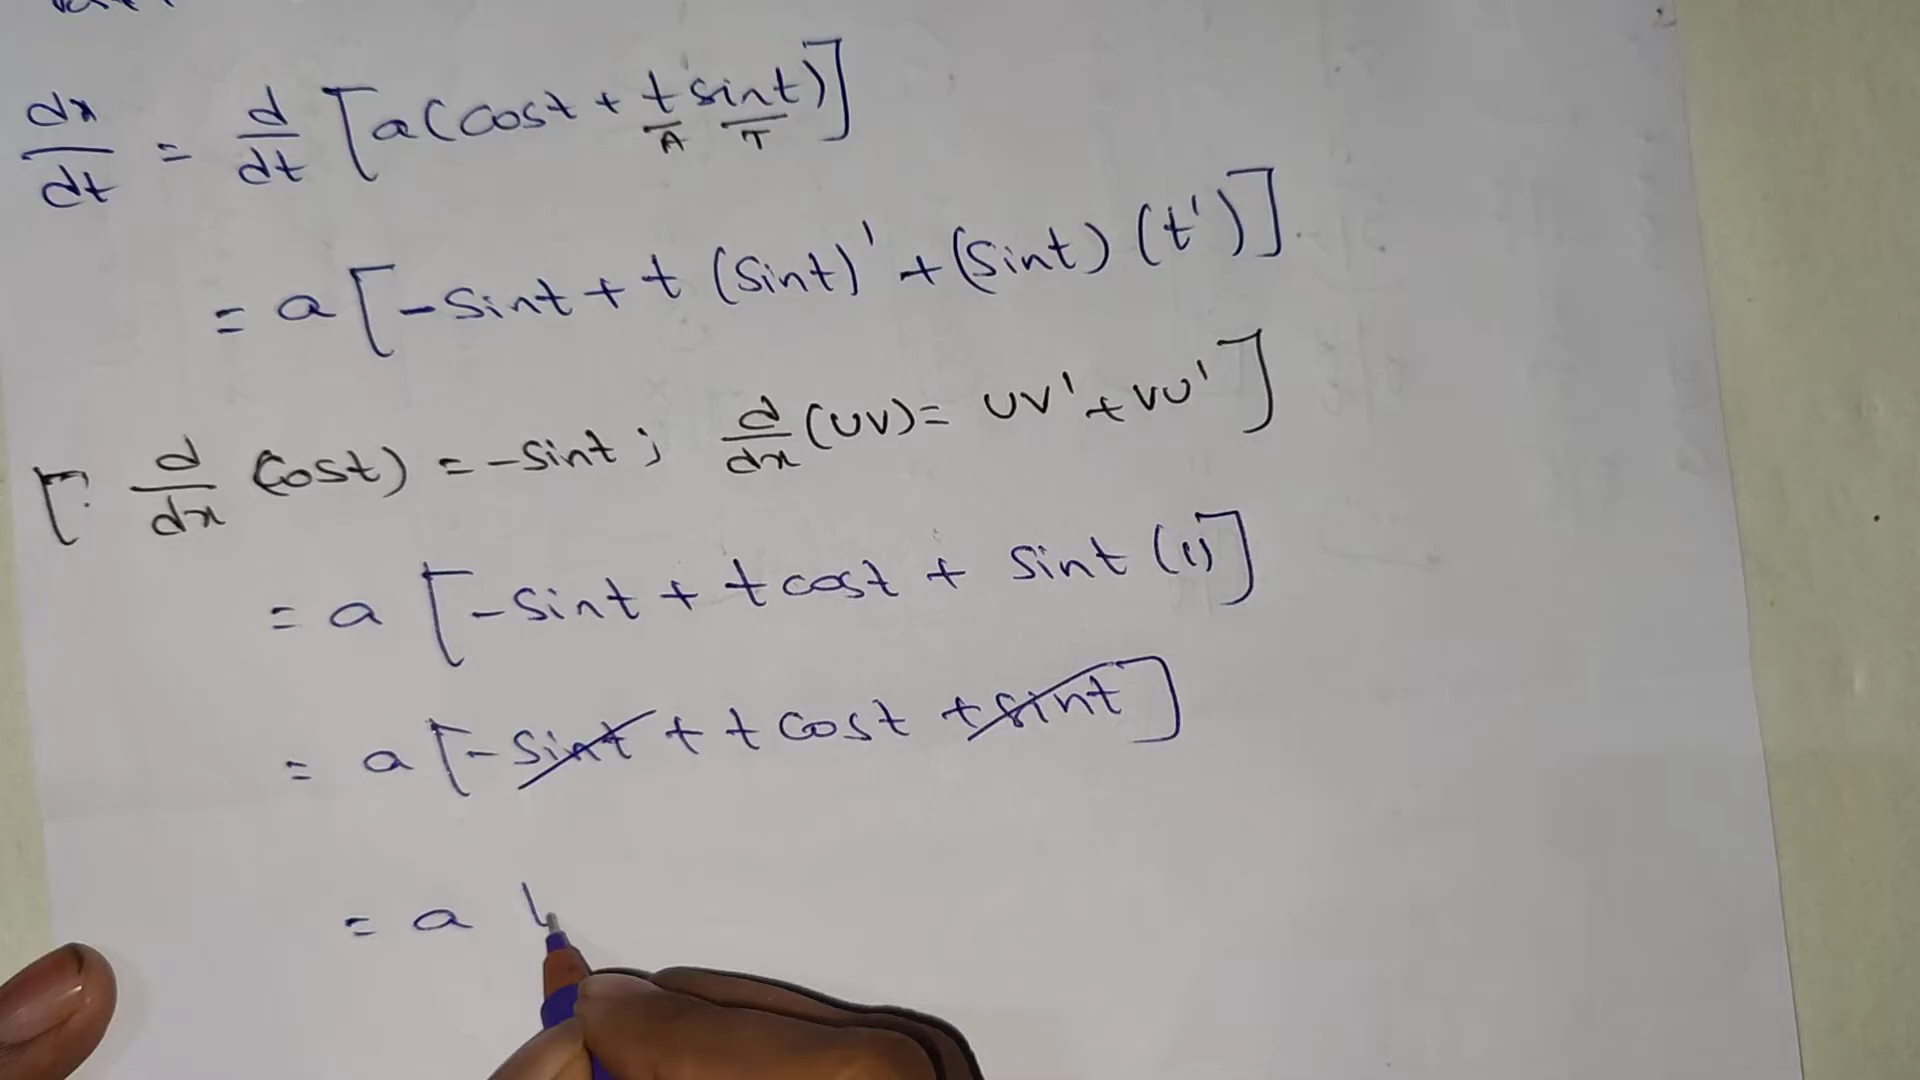 dx/dt = d/dt [a(cost + t sint)]
A T
= a[-sint + t (sint)' + (sint) (t')]
[∵ d/dx (cost) = -sint ; d/dx (UV) = UV' + VU']
= a [-sint + t cost + sint (1)]
= a [-sint + t cost + sint]
= a